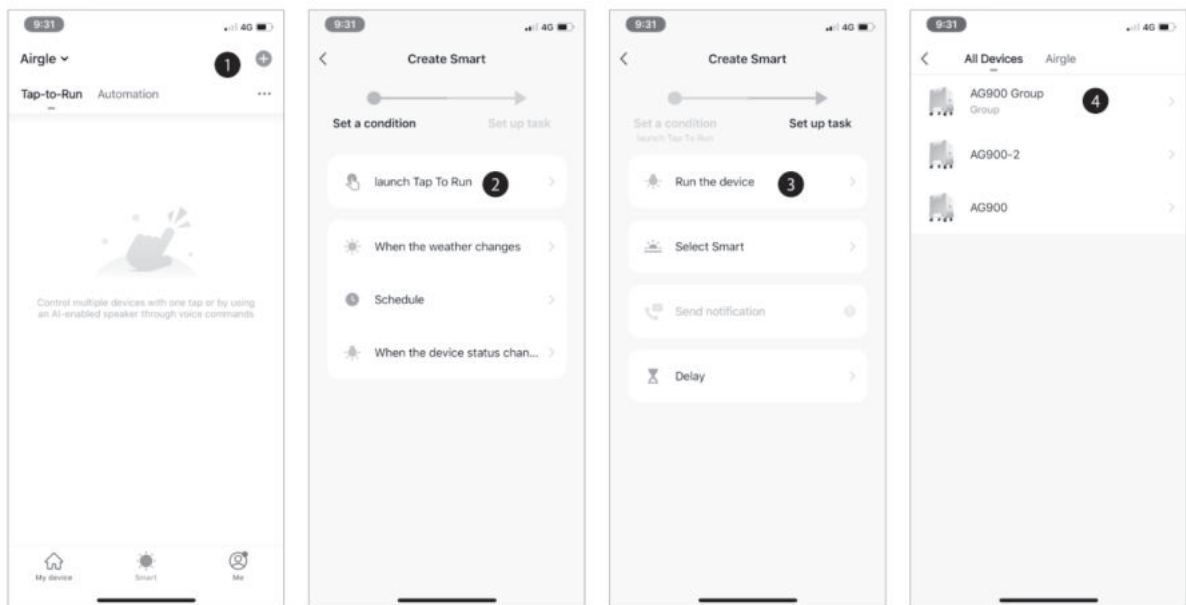 9:31
4G
Airgle
1
Tap-to-Run Automation
Control multiple devices with one tap or by using
an AI-enabled speaker through voice commands
My device
Smart
Me
9:31
4G
Create Smart
Set a condition
Set up task
launch Tap To Run
2
When the weather changes
Schedule
When the device status chan...
9:31
4G
Create Smart
Set a condition
launch Tap To Run
Set up task
Run the device
3
Select Smart
Send notification
Delay
9:31
4G
All Devices Airgle
AG900 Group
Group
4
AG900-2
AG900